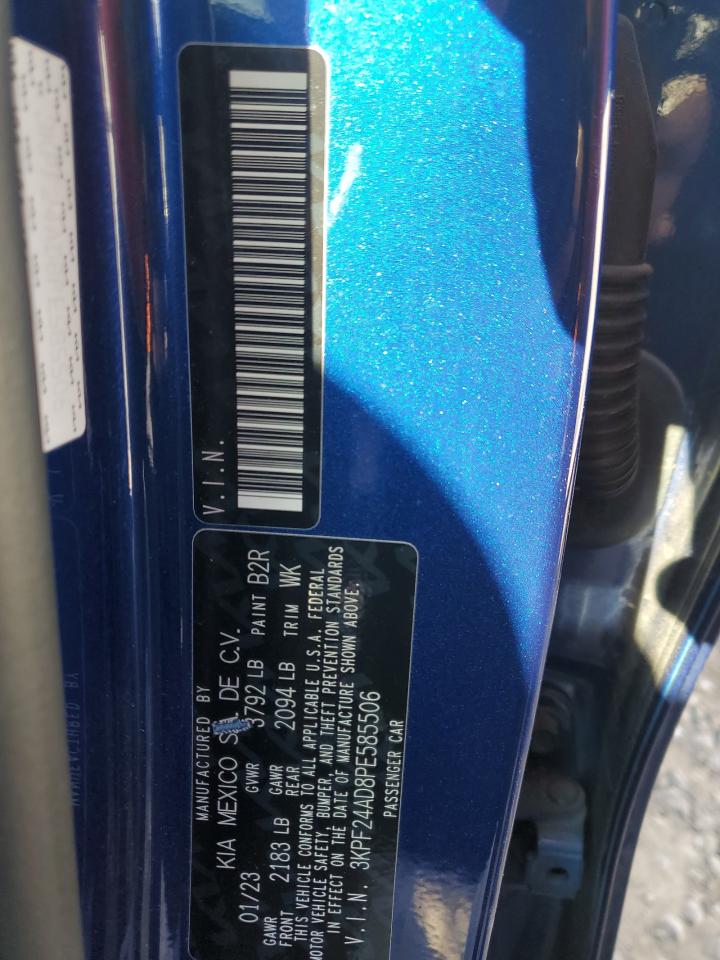 V.I.N.
MANUFACTURED BY
KIA MEXICO S. DE C.V.
01/23 GVWR 3792 LB PAINT B2R
GAWR FRONT 2183 LB GAWR REAR 2094 LB TRIM WK
THIS VEHICLE CONFORMS TO ALL APPLICABLE U.S.A. FEDERAL
MOTOR VEHICLE SAFETY, BUMPER, AND THEFT PREVENTION STANDARDS
IN EFFECT ON THE DATE OF MANUFACTURE SHOWN ABOVE.
V.I.N. 3KPF24AD8PE585506
PASSENGER CAR